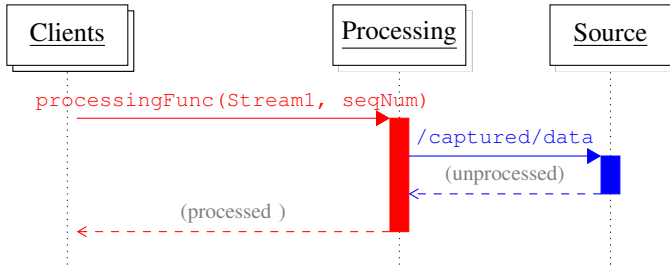 Clients
Processing
Source
processingFunc(Stream1, seqNum)
/captured/data
(unprocessed)
(processed )